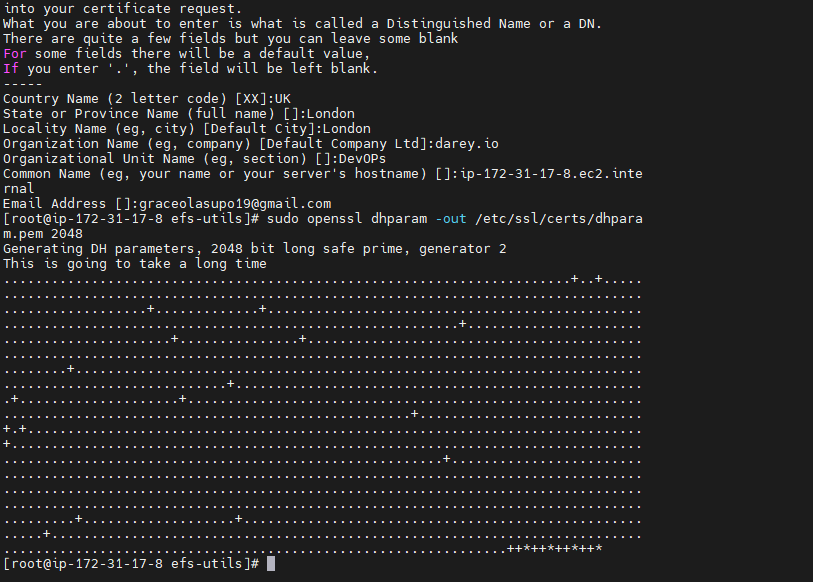 into your certificate request.
What you are about to enter is what is called a Distinguished Name or a DN.
There are quite a few fields but you can leave some blank
For some fields there will be a default value,
If you enter '.', the field will be left blank.
-----
Country Name (2 letter code) [XX]:UK
State or Province Name (full name) []:London
Locality Name (eg, city) [Default City]:London
Organization Name (eg, company) [Default Company Ltd]:darey.io
Organizational Unit Name (eg, section) []:DevOPs
Common Name (eg, your name or your server's hostname) []:ip-172-31-17-8.ec2.inte
rnal
Email Address []:graceolasupo19@gmail.com
[root@ip-172-31-17-8 efs-utils]# sudo openssl dhparam -out /etc/ssl/certs/dhpara
m.pem 2048
Generating DH parameters, 2048 bit long safe prime, generator 2
This is going to take a long time
.......................................................................+..+.....
................................................................................
..................+.............+...............................................
.........................................................+......................
.....................+...............+..........................................
................................................................................
........+.......................................................................
............................+...................................................
.+....................+.........................................................
...................................................+............................
+.+.............................................................................
+...............................................................................
.......................................................+........................
................................................................................
................................................................................
................................................................................
.........+...................+..................................................
.....+..........................................................................
...............................................................++*++*++*++*
[root@ip-172-31-17-8 efs-utils]#